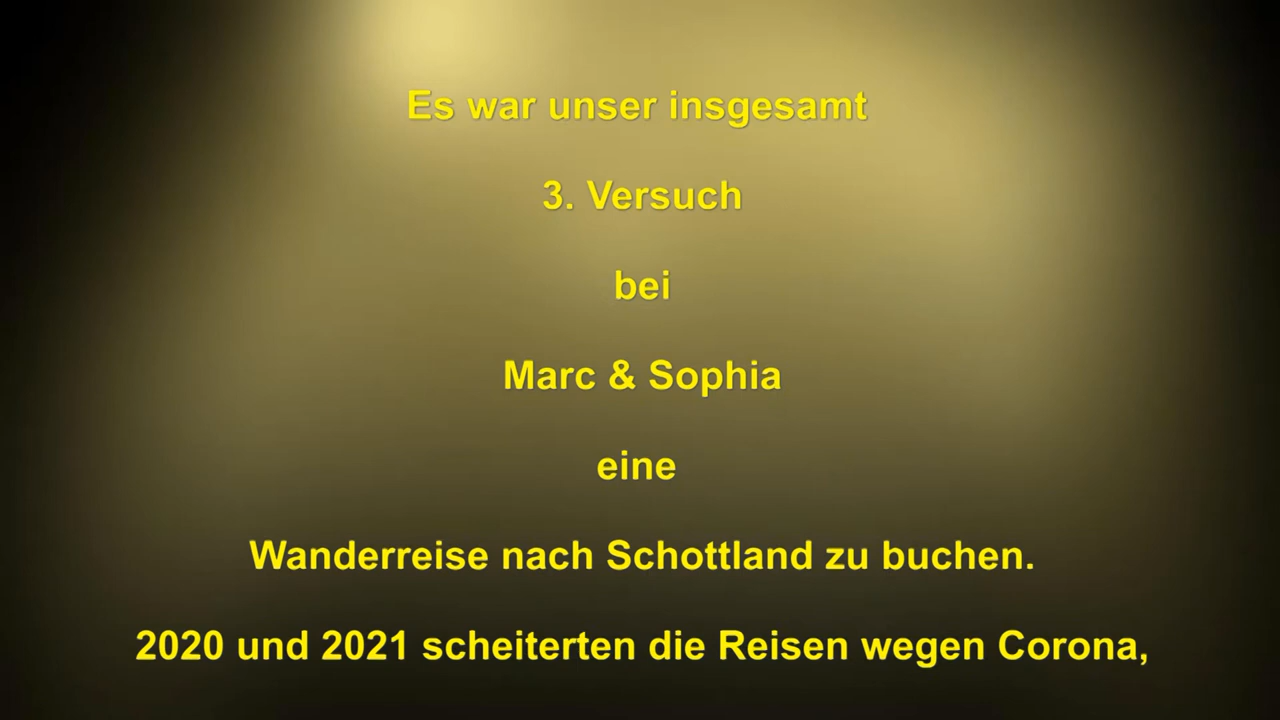 Es war unser insgesamt
3. Versuch
bei
Marc & Sophia
eine
Wanderreise nach Schottland zu buchen.
2020 und 2021 scheiterten die Reisen wegen Corona,